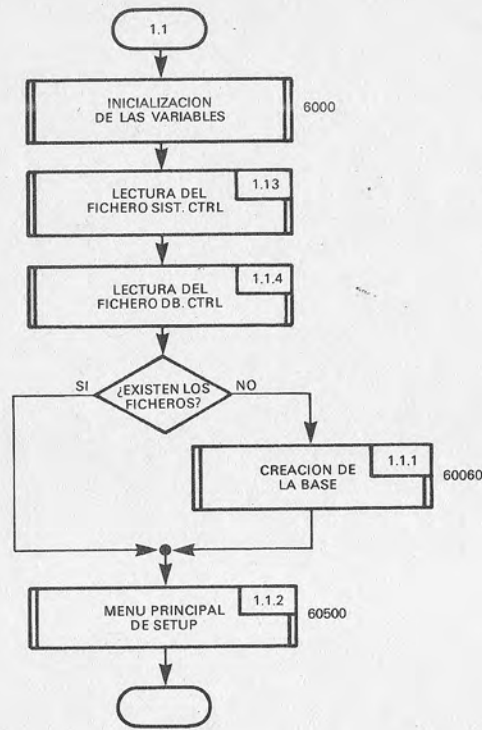 1.1
INICIALIZACION
DE LAS VARIABLES
6000
1.13
LECTURA DEL
FICHERO SIST. CTRL
1.1.4
LECTURA DEL
FICHERO DB. CTRL
SI
¿EXISTEN LOS
FICHEROS?
NO
1.1.1
CREACION DE
LA BASE
60060
1.1.2
MENU PRINCIPAL
DE SETUP
60500